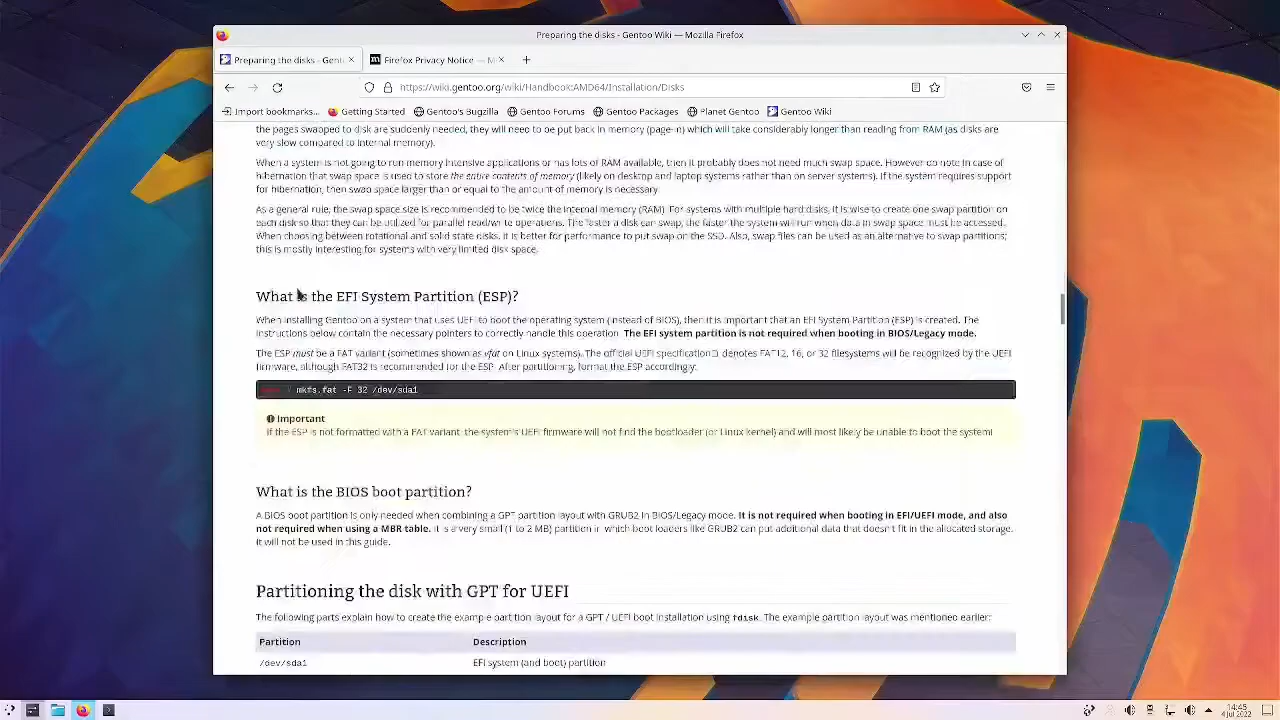 Preparing the disks - Gentoo Wiki — Mozilla Firefox
Preparing the disks - Gent
Firefox Privacy Notice — M
https://wiki.gentoo.org/wiki/Handbook:AMD64/Installation/Disks
Import bookmarks...
Getting Started
Gentoo's Bugzilla
Gentoo Forums
Gentoo Packages
Planet Gentoo
Gentoo Wiki
the pages swapped to disk are suddenly needed, they will need to be put back in memory (page-in) which will take considerably longer than reading from RAM (as disks are
very slow compared to internal memory).
When a system is not going to run memory intensive applications or has lots of RAM available, then it probably does not need much swap space. However do note in case of
hibernation that swap space is used to store the entire contents of memory (likely on desktop and laptop systems rather than on server systems). If the system requires support
for hibernation, then swap space larger than or equal to the amount of memory is necessary.
As a general rule, the swap space size is recommended to be twice the internal memory (RAM). For systems with multiple hard disks, it is wise to create one swap partition on
each disk so that they can be utilized for parallel read/write operations. The faster a disk can swap, the faster the system will run when data in swap space must be accessed.
When choosing between rotational and solid state disks, it is better for performance to put swap on the SSD. Also, swap files can be used as an alternative to swap partitions;
this is mostly interesting for systems with very limited disk space.
What is the EFI System Partition (ESP)?
When installing Gentoo on a system that uses UEFI to boot the operating system (instead of BIOS), then it is important that an EFI System Partition (ESP) is created. The
instructions below contain the necessary pointers to correctly handle this operation. The EFI system partition is not required when booting in BIOS/Legacy mode.
The ESP must be a FAT variant (sometimes shown as vfat on Linux systems). The official UEFI specification denotes FAT12, 16, or 32 filesystems will be recognized by the UEFI
firmware, although FAT32 is recommended for the ESP. After partitioning, format the ESP accordingly:
mkfs.fat -F 32 /dev/sda1
Important
If the ESP is not formatted with a FAT variant, the system's UEFI firmware will not find the bootloader (or Linux kernel) and will most likely be unable to boot the system!
What is the BIOS boot partition?
A BIOS boot partition is only needed when combining a GPT partition layout with GRUB2 in BIOS/Legacy mode. It is not required when booting in EFI/UEFI mode, and also
not required when using a MBR table. It is a very small (1 to 2 MB) partition in which boot loaders like GRUB2 can put additional data that doesn't fit in the allocated storage.
It will not be used in this guide.
Partitioning the disk with GPT for UEFI
The following parts explain how to create the example partition layout for a GPT / UEFI boot installation using fdisk. The example partition layout was mentioned earlier:
Partition Description
/dev/sda1 EFI system (and boot) partition
14:45
4 Jul 2022